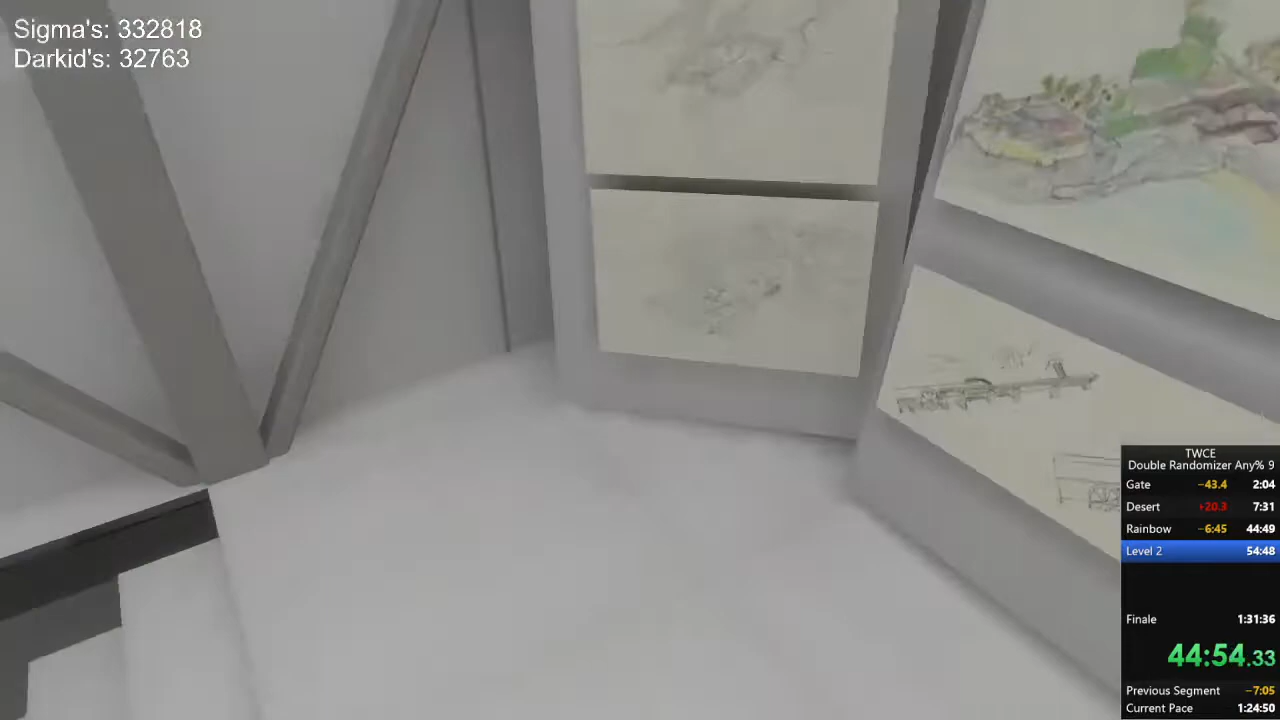 Sigma's: 332818
Darkid's: 32763
TWCE
Double Randomizer Any% 9
Gate -43.4 2:04
Desert +20.3 7:31
Rainbow -6:45 44:49
Level 2 54:48
Finale 1:31:36
44:54.33
Previous Segment -7:05
Current Pace 1:24:50